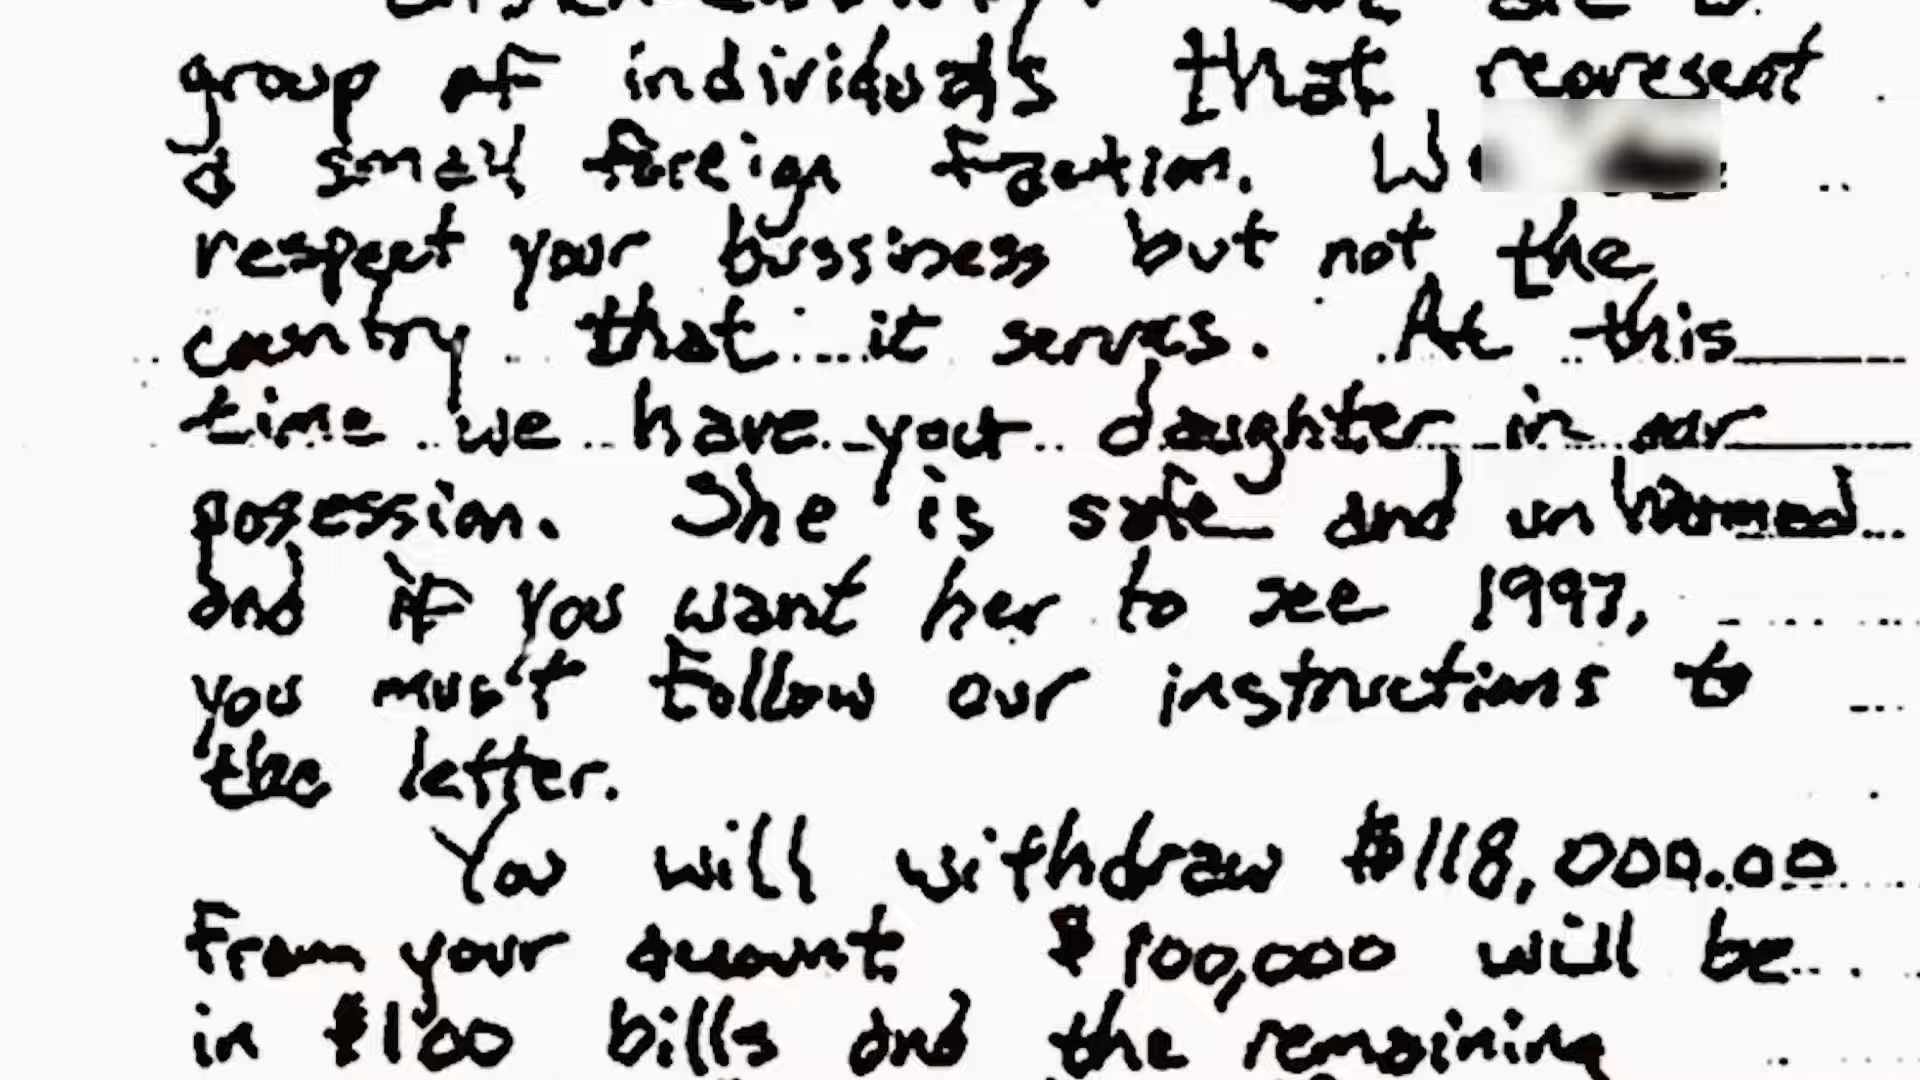 group of individuals that represent
a small foreign faction.
respect your bussiness but not the
country that it serves. At this
time we have your daughter in our
posession. She is safe and unharmed
and if you want her to see 1997,
you must follow our instructions to
the letter.
You will withdraw $118,000.00
from your account $100,000 will be
in $100 bills and the remaining